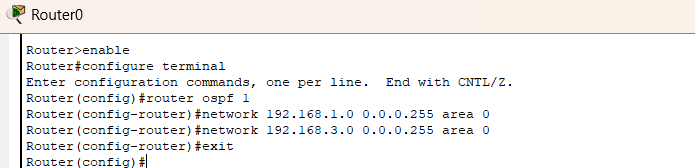 Router0
Router>enable
Router#configure terminal
Enter configuration commands, one per line.  End with CNTL/Z.
Router(config)#router ospf 1
Router(config-router)#network 192.168.1.0 0.0.0.255 area 0
Router(config-router)#network 192.168.3.0 0.0.0.255 area 0
Router(config-router)#exit
Router(config)#